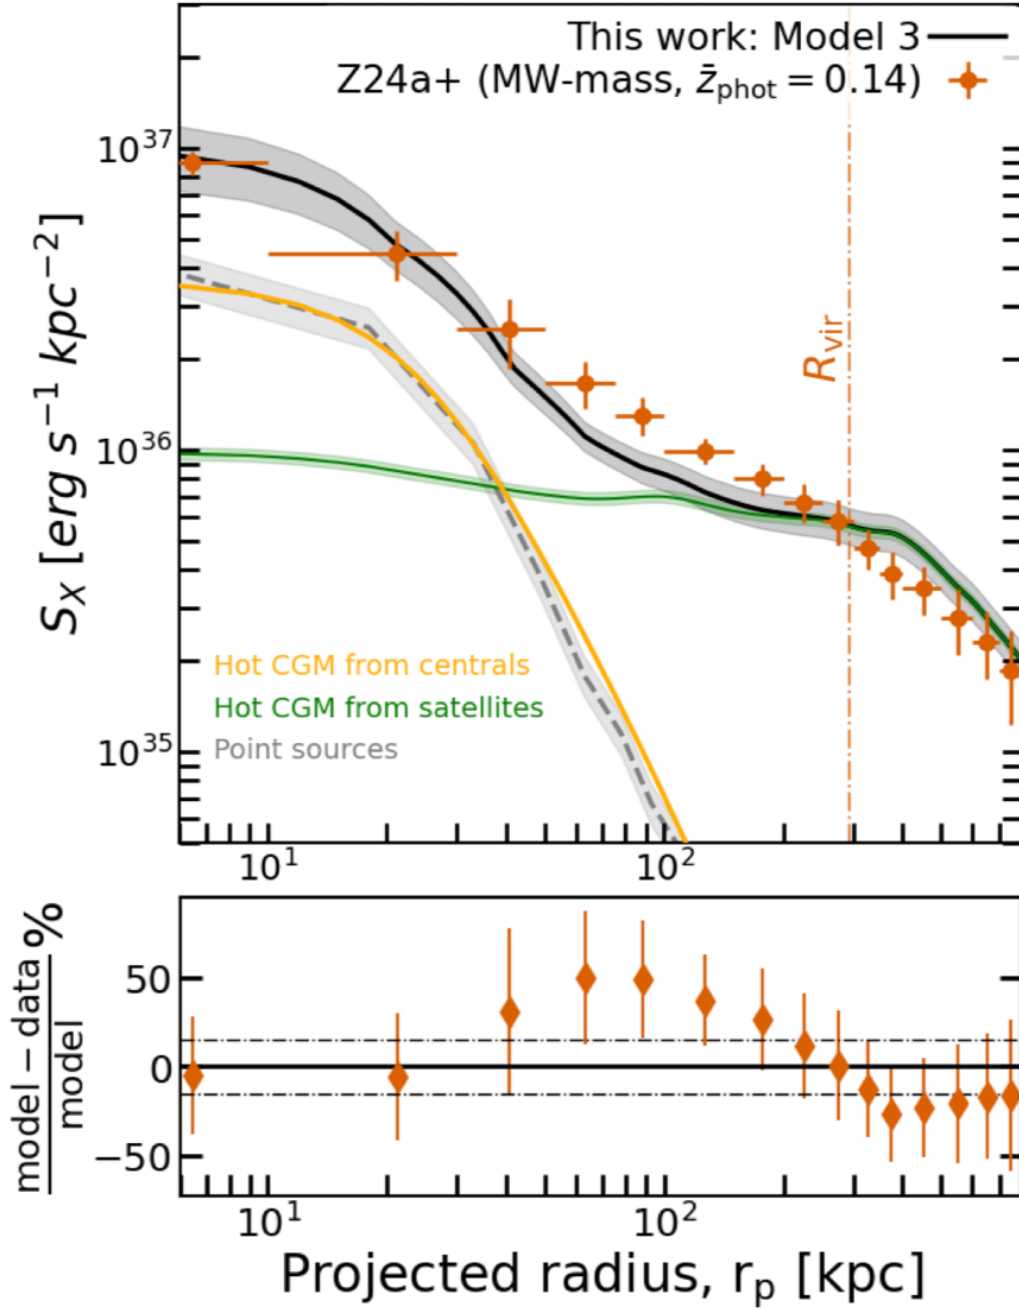 This work: Model 3
Z24a+ (MW-mass, z̄_phot = 0.14)
10^37
10^36
10^35
S_X [erg s^−1 kpc^−2]
R_vir
Hot CGM from centrals
Hot CGM from satellites
Point sources
10^1 10^2
model − data
model
%
50
0
−50
10^1 10^2
Projected radius, r_p [kpc]